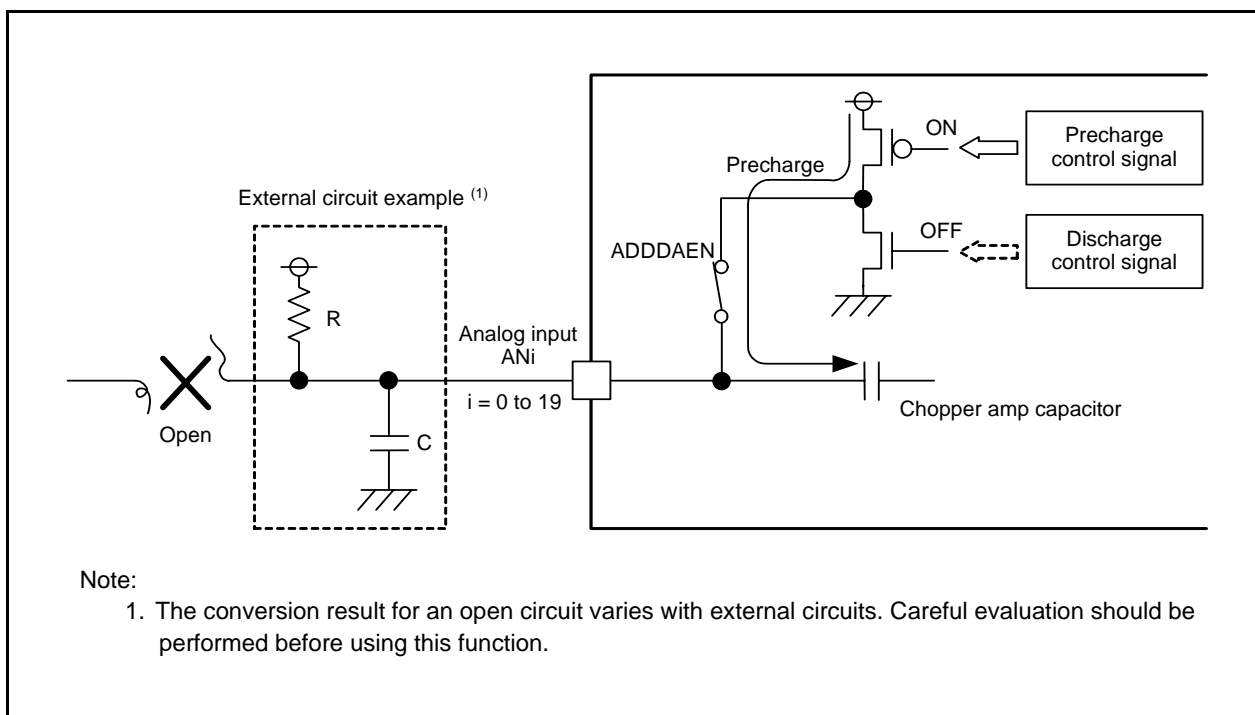 ON
Precharge
control signal
Precharge
External circuit example (1)
OFF
Discharge
control signal
ADDDAEN
R
Analog input
ANi
i = 0 to 19
Open
C
Chopper amp capacitor
Note:
1. The conversion result for an open circuit varies with external circuits. Careful evaluation should be
performed before using this function.